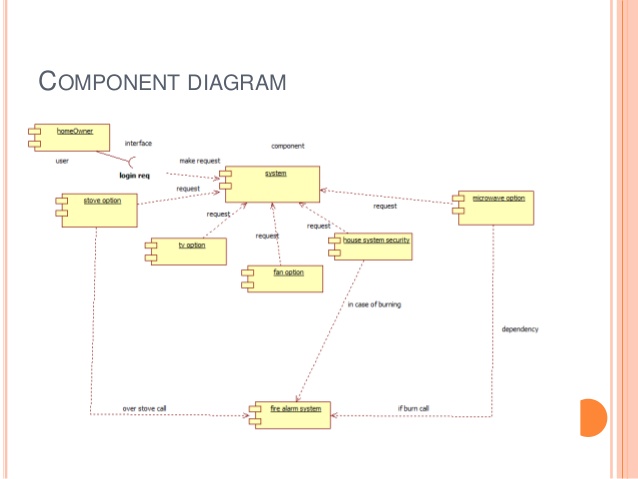 COMPONENT DIAGRAM
homeOwner
interface
component
user
make request
login req
system
request
stove option
request
microwave option
request
request
tv option
request
house system security
request
fan option
in case of burning
dependency
over stove call
fire alarm system
if burn call